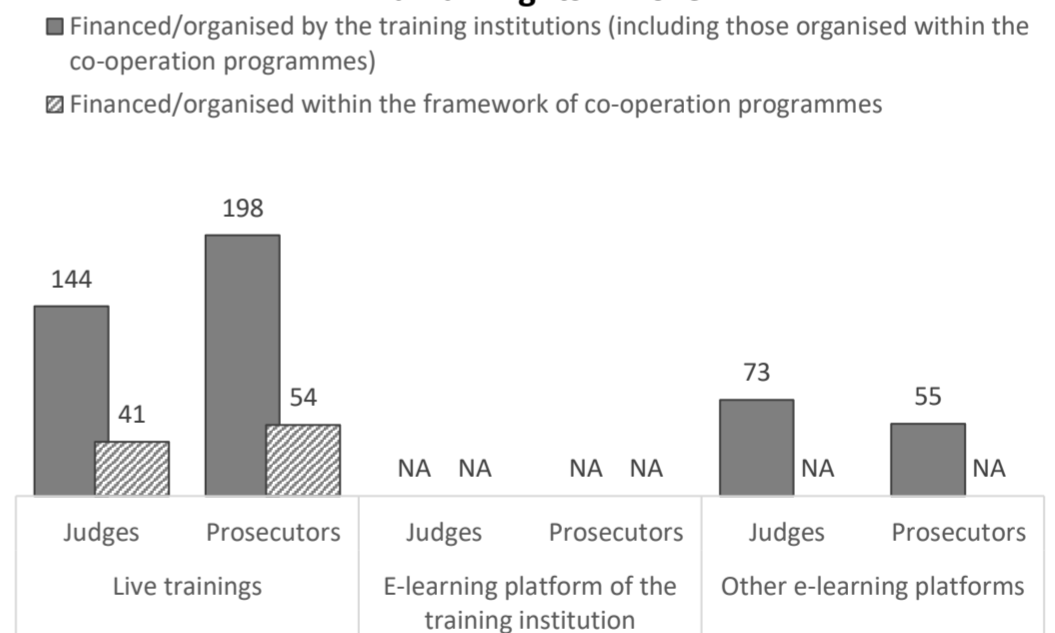 Financed/organised by the training institutions (including those organised within the
co-operation programmes)
Financed/organised within the framework of co-operation programmes
198
144
73
55
54
41
NA NA NA NA NA NA
Judges Prosecutors Judges Prosecutors Judges Prosecutors
Live trainings E-learning platform of the Other e-learning platforms
training institution